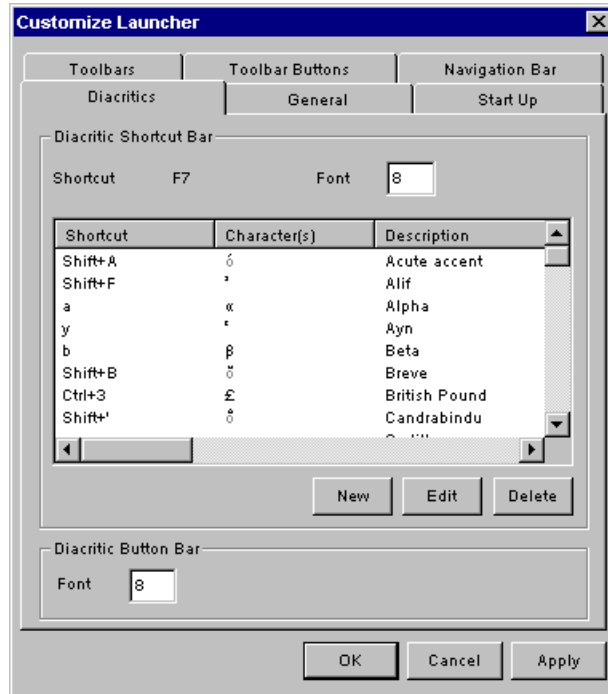 Customize Launcher
Toolbars Toolbar Buttons Navigation Bar
Diacritics General Start Up
Diacritic Shortcut Bar
Shortcut F7 Font 8
Shortcut Character(s) Description
Shift+A ó Acute accent
Shift+F ʾ Alif
a α Alpha
y ʿ Ayn
b β Beta
Shift+B ŏ Breve
Ctrl+3 £ British Pound
Shift+' o̐ Candrabindu
New Edit Delete
Diacritic Button Bar
Font 8
OK Cancel Apply